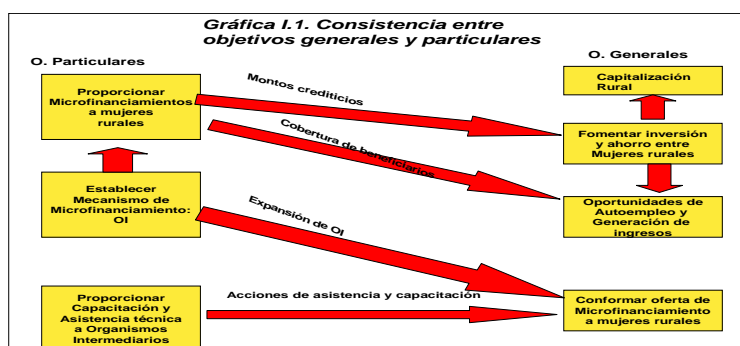 Gráfica I.1. Consistencia entre
objetivos generales y particulares
O. Particulares
O. Generales
Proporcionar
Microfinanciamientos
a mujeres
rurales
Montos crediticios
Capitalización
Rural
Cobertura de beneficiarios
Fomentar inversión
y ahorro entre
Mujeres rurales
Establecer
Mecanismo de
Microfinanciamiento:
OI
Expansión de OI
Oportunidades de
Autoempleo y
Generación de
ingresos
Proporcionar
Capacitación y
Asistencia técnica
a Organismos
Intermediarios
Acciones de asistencia y capacitación
Conformar oferta de
Microfinanciamiento
a mujeres rurales